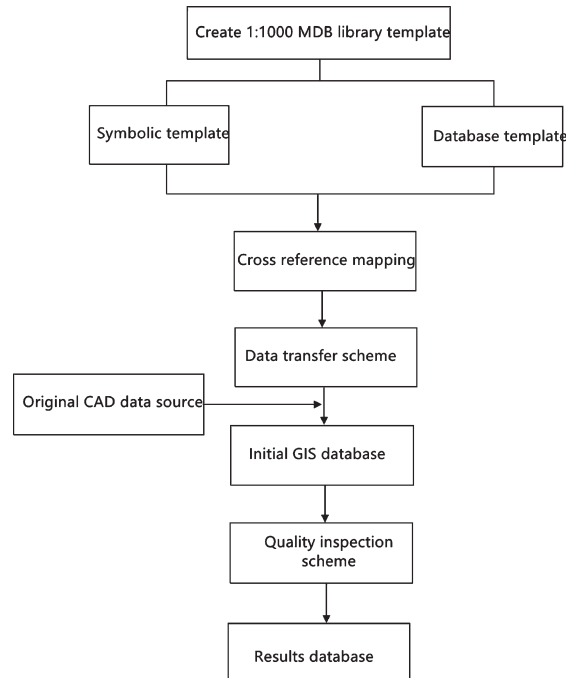 Create 1:1000 MDB library template
Symbolic template
Database template
Cross reference mapping
Data transfer scheme
Original CAD data source
Initial GIS database
Quality inspection
scheme
Results database